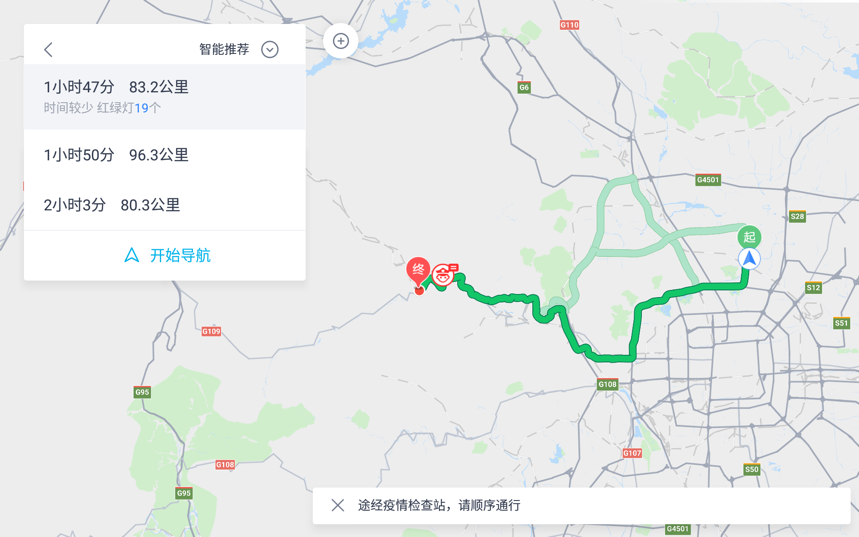 智能推荐
1小时47分 83.2公里
时间较少 红绿灯19个
1小时50分 96.3公里
2小时3分 80.3公里
开始导航
G110
G6
G4501
S28
起
终
S12
S51
G109
G95
G108
G107
G108
S50
G95
途经疫情检查站，请顺序通行
G4501